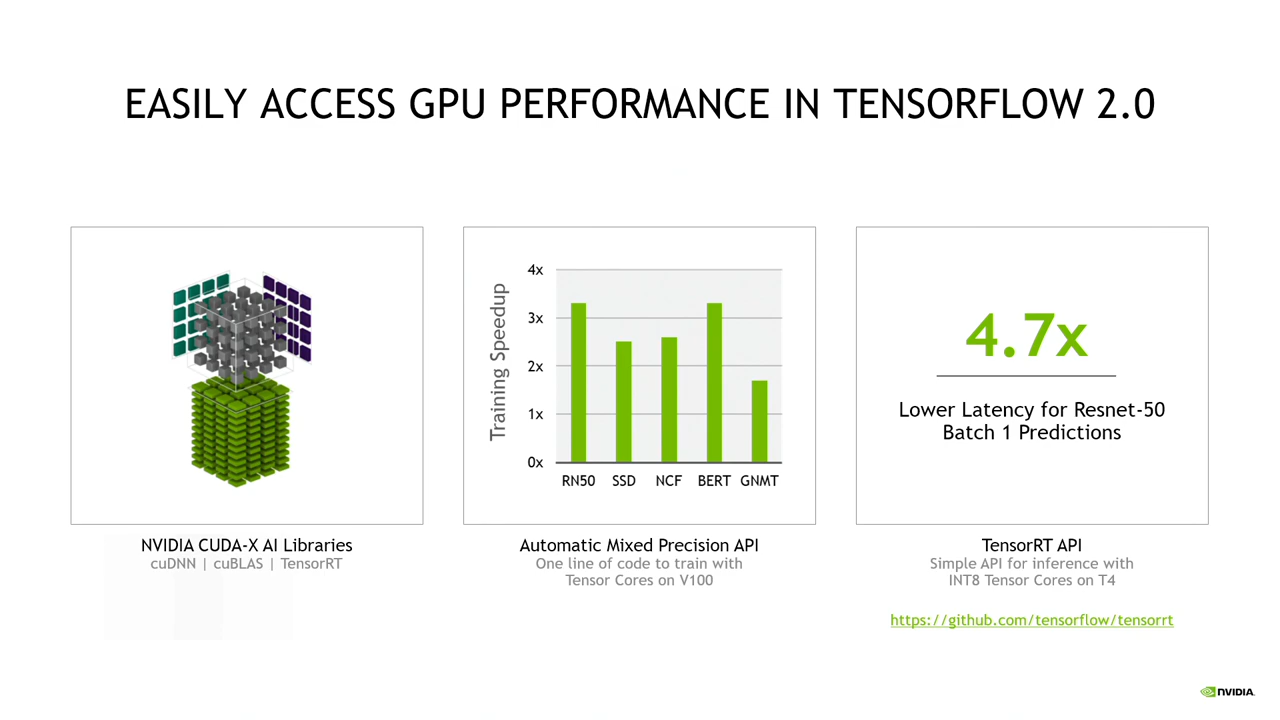 EASILY ACCESS GPU PERFORMANCE IN TENSORFLOW 2.0
NVIDIA CUDA-X AI Libraries
cuDNN | cuBLAS | TensorRT
Training Speedup
4x
3x
2x
1x
0x
RN50 SSD NCF BERT GNMT
Automatic Mixed Precision API
One line of code to train with
Tensor Cores on V100
4.7x
Lower Latency for Resnet-50
Batch 1 Predictions
TensorRT API
Simple API for inference with
INT8 Tensor Cores on T4
https://github.com/tensorflow/tensorrt
NVIDIA.